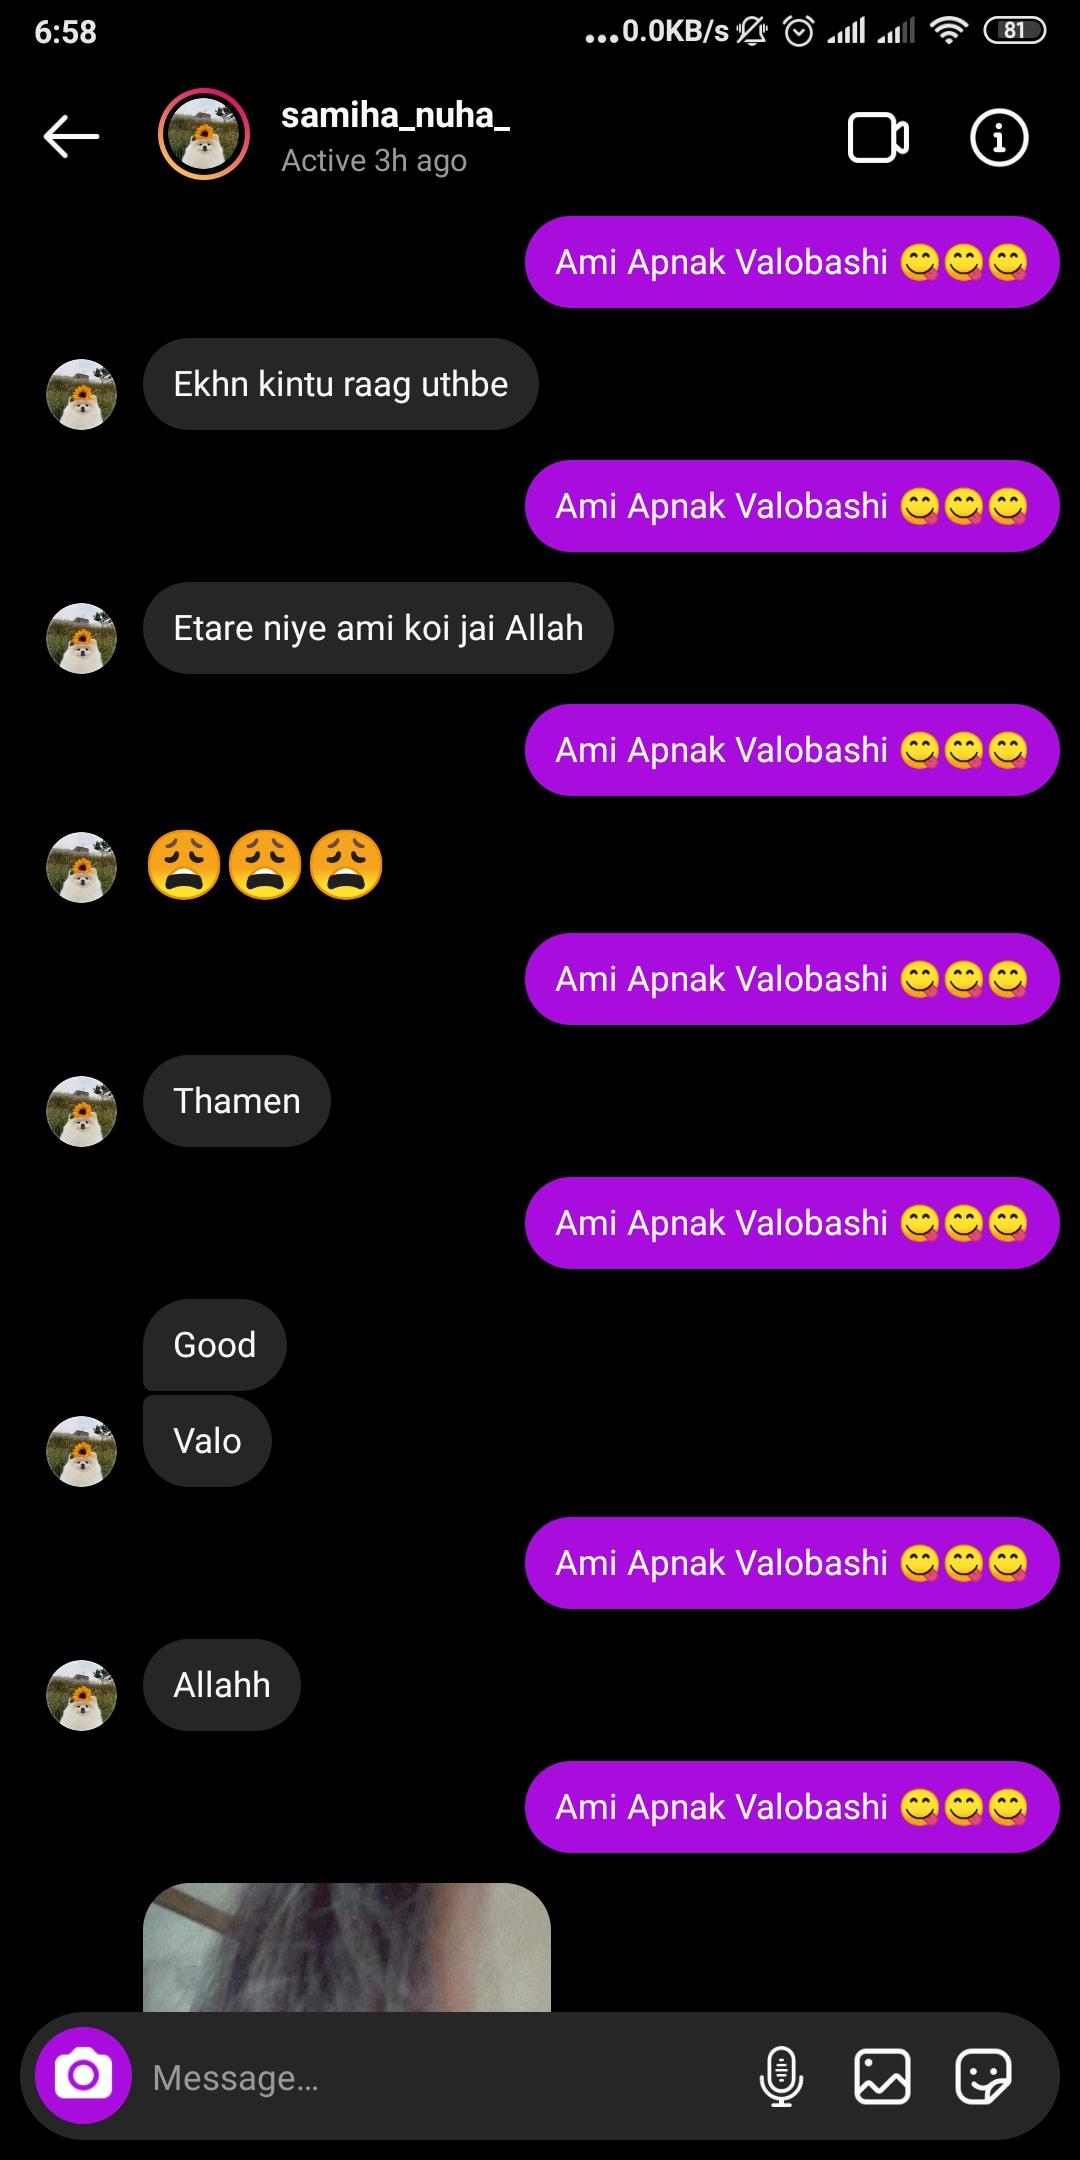 6:58
...0.0KB/s
81
samiha_nuha_
Active 3h ago
Ami Apnak Valobashi 😋😋😋
Ekhn kintu raag uthbe
Ami Apnak Valobashi 😋😋😋
Etare niye ami koi jai Allah
Ami Apnak Valobashi 😋😋😋
😩😩😩
Ami Apnak Valobashi 😋😋😋
Thamen
Ami Apnak Valobashi 😋😋😋
Good
Valo
Ami Apnak Valobashi 😋😋😋
Allahh
Ami Apnak Valobashi 😋😋😋
Message...